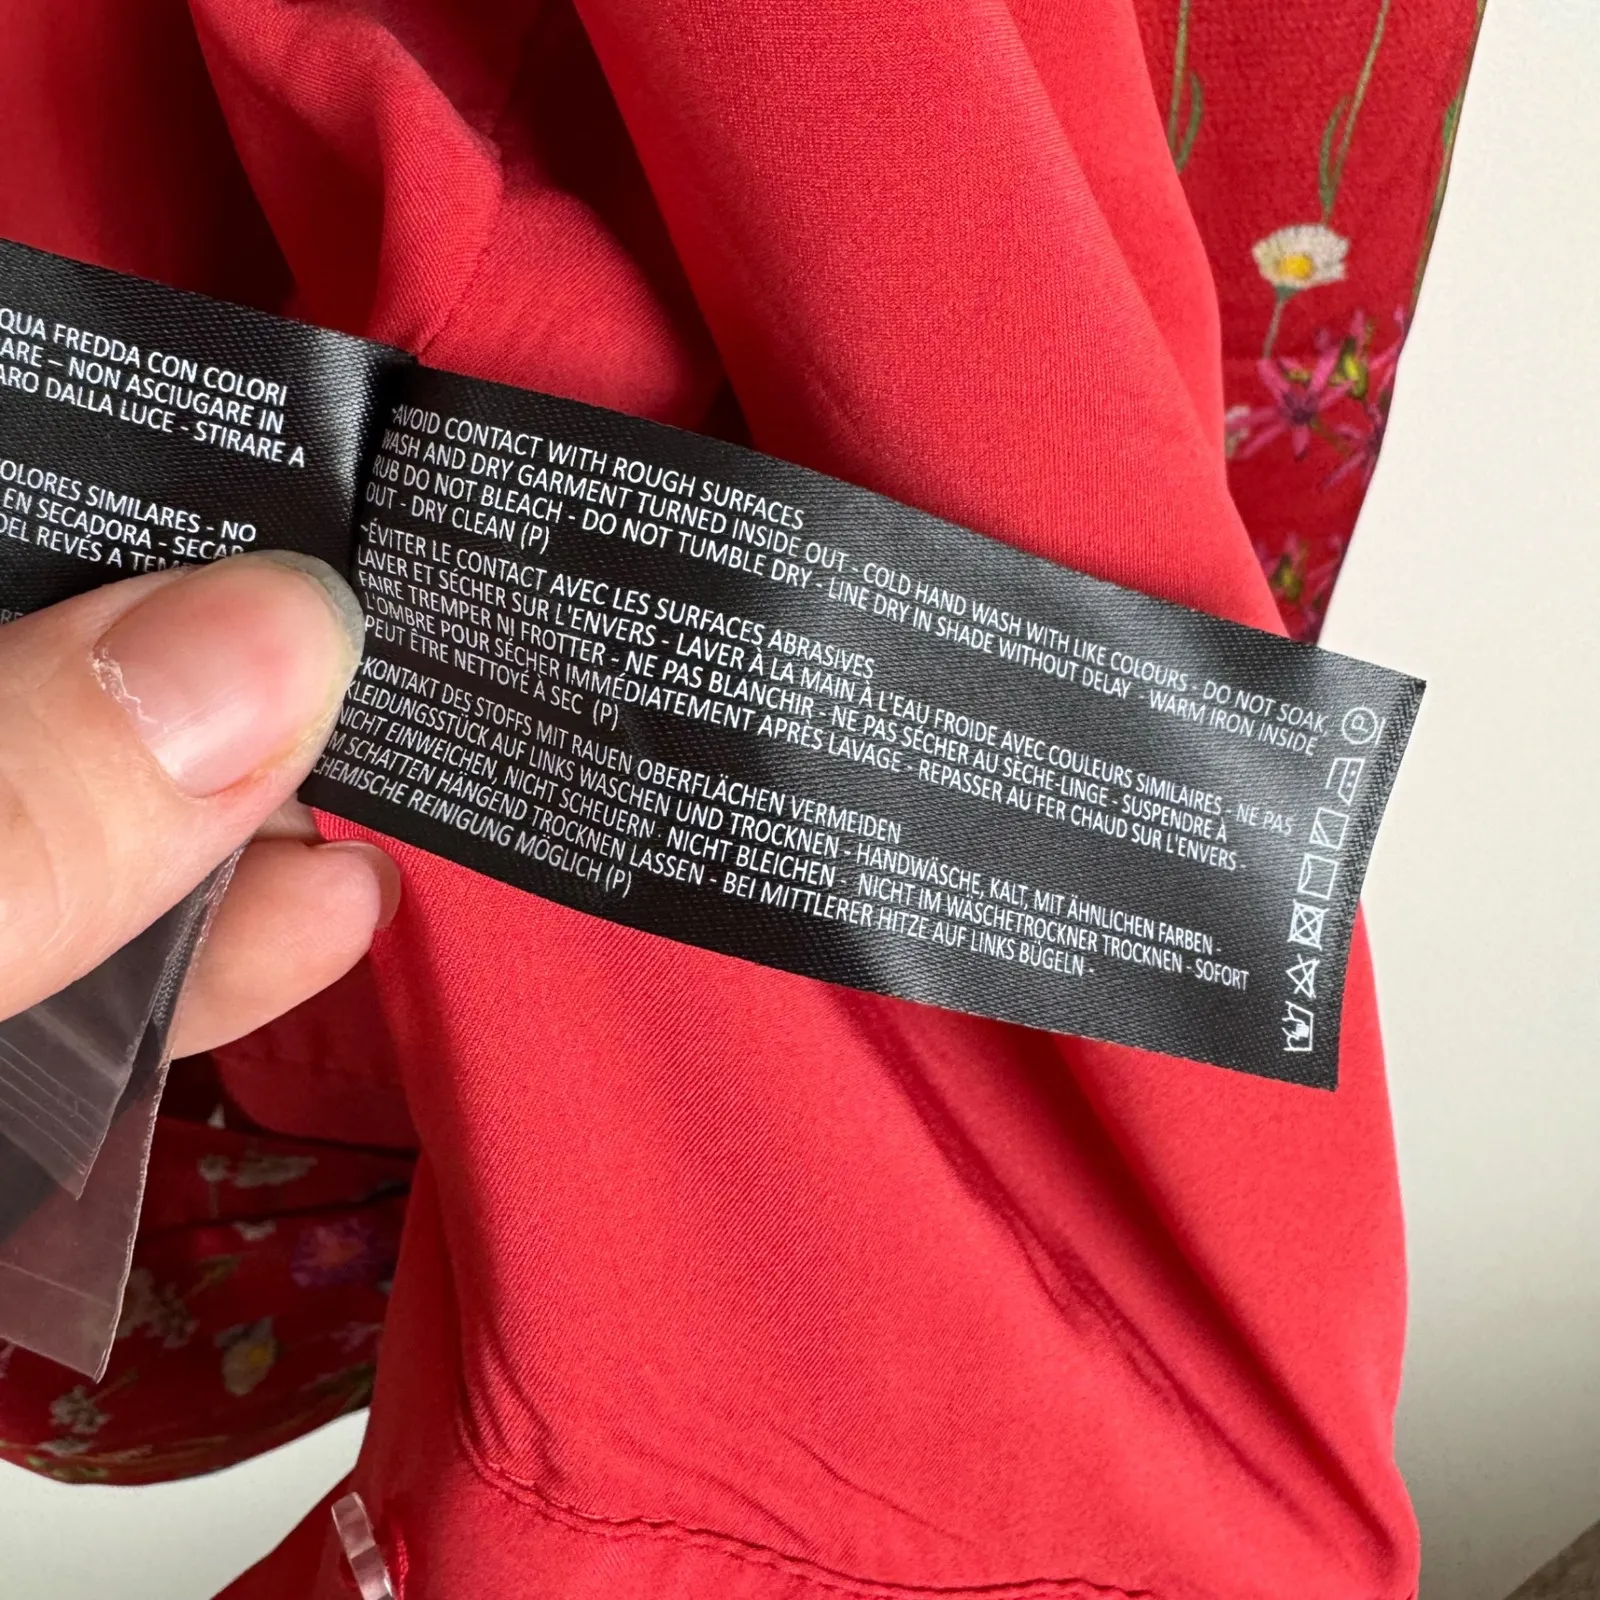 QUA FREDDA CON COLORI
ARE – NON ASCIUGARE IN
ARO DALLA LUCE - STIRARE A
OLORES SIMILARES - NO
EN SECADORA - SECAR
DEL REVÉS A
-AVOID CONTACT WITH ROUGH SURFACES
WASH AND DRY GARMENT TURNED INSIDE OUT - COLD HAND WASH WITH LIKE COLOURS - DO NOT SOAK,
RUB DO NOT BLEACH - DO NOT TUMBLE DRY - LINE DRY IN SHADE WITHOUT DELAY - WARM IRON INSIDE
OUT - DRY CLEAN (P)
-ÉVITER LE CONTACT AVEC LES SURFACES ABRASIVES
LAVER ET SÉCHER SUR L'ENVERS - LAVER À LA MAIN À L'EAU FROIDE AVEC COULEURS SIMILAIRES - NE PAS
FAIRE TREMPER NI FROTTER - NE PAS BLANCHIR - NE PAS SÉCHER AU SÈCHE-LINGE - SUSPENDRE À
L'OMBRE POUR SÉCHER IMMÉDIATEMENT APRÈS LAVAGE - REPASSER AU FER CHAUD SUR L'ENVERS -
PEUT ÊTRE NETTOYÉ À SEC (P)
-KONTAKT DES STOFFS MIT RAUEN OBERFLÄCHEN VERMEIDEN
KLEIDUNGSSTÜCK AUF LINKS WASCHEN UND TROCKNEN - HANDWÄSCHE, KALT, MIT ÄHNLICHEN FARBEN -
NICHT EINWEICHEN, NICHT SCHEUERN - NICHT BLEICHEN - NICHT IM WÄSCHETROCKNER TROCKNEN - SOFORT
IM SCHATTEN HÄNGEND TROCKNEN LASSEN - BEI MITTLERER HITZE AUF LINKS BÜGELN -
CHEMISCHE REINIGUNG MÖGLICH (P)
P